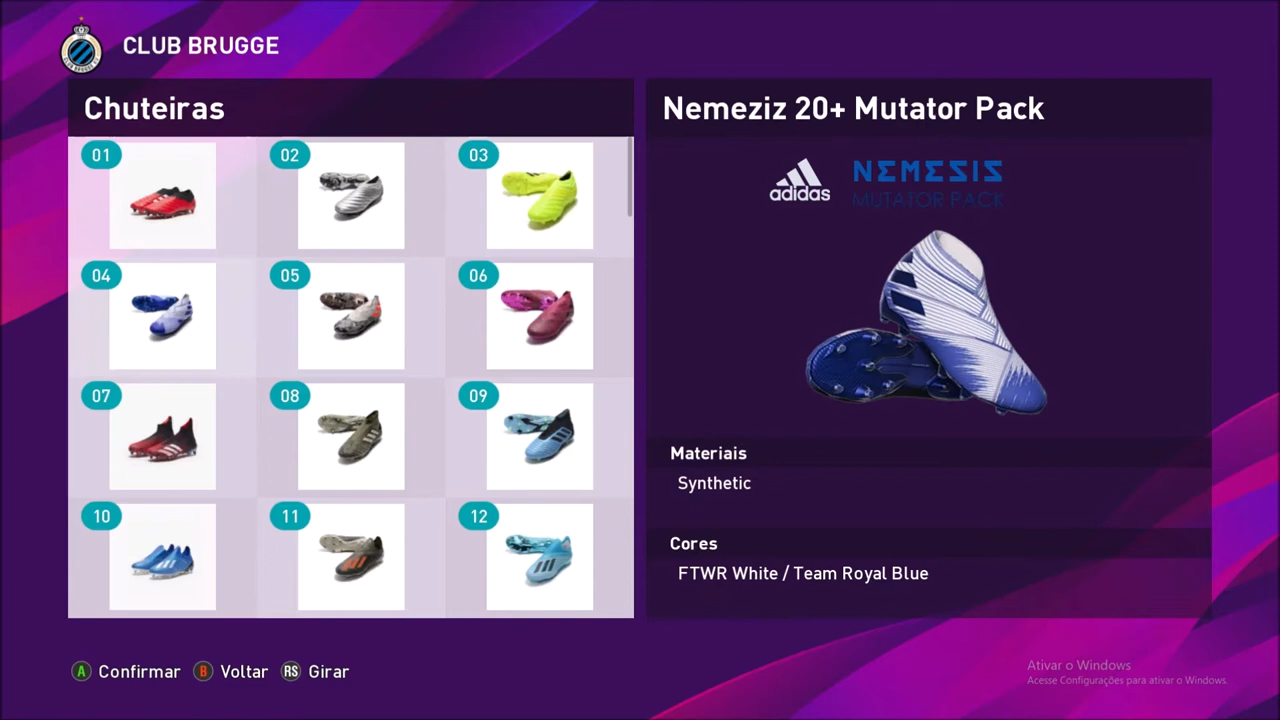 CLUB BRUGGE
Chuteiras
01
02
03
04
05
06
07
08
09
10
11
12
Nemeziz 20+ Mutator Pack
adidas
NEMESIS
MUTATOR PACK
Materiais
Synthetic
Cores
FTWR White / Team Royal Blue
A Confirmar B Voltar RS Girar
Ativar o Windows
Acesse Configurações para ativar o Windows.